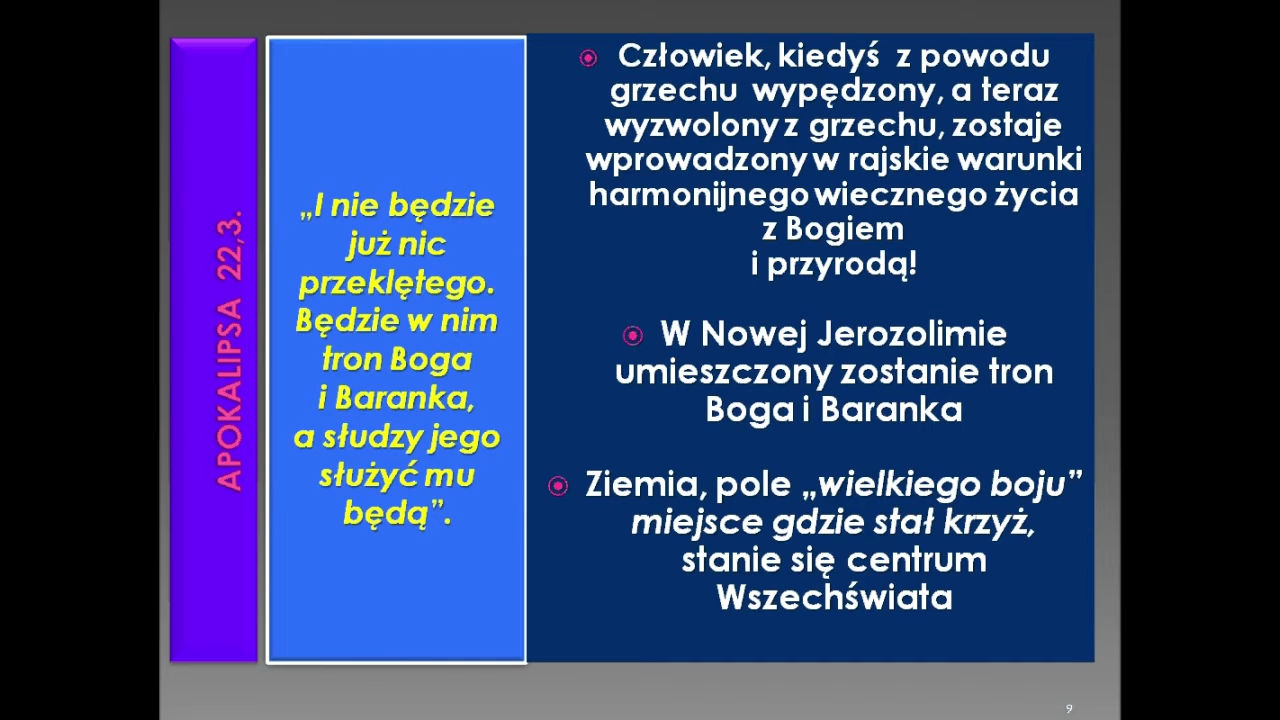 APOKALIPSA 22,3.
„I nie będzie
już nic
przeklętego.
Będzie w nim
tron Boga
i Baranka,
a słudzy jego
służyć mu
będą”.
Człowiek, kiedyś z powodu
grzechu wypędzony, a teraz
wyzwolony z grzechu, zostaje
wprowadzony w rajskie warunki
harmonijnego wiecznego życia
z Bogiem
i przyrodą!
W Nowej Jerozolimie
umieszczony zostanie tron
Boga i Baranka
Ziemia, pole „wielkiego boju”
miejsce gdzie stał krzyż,
stanie się centrum
Wszechświata
9